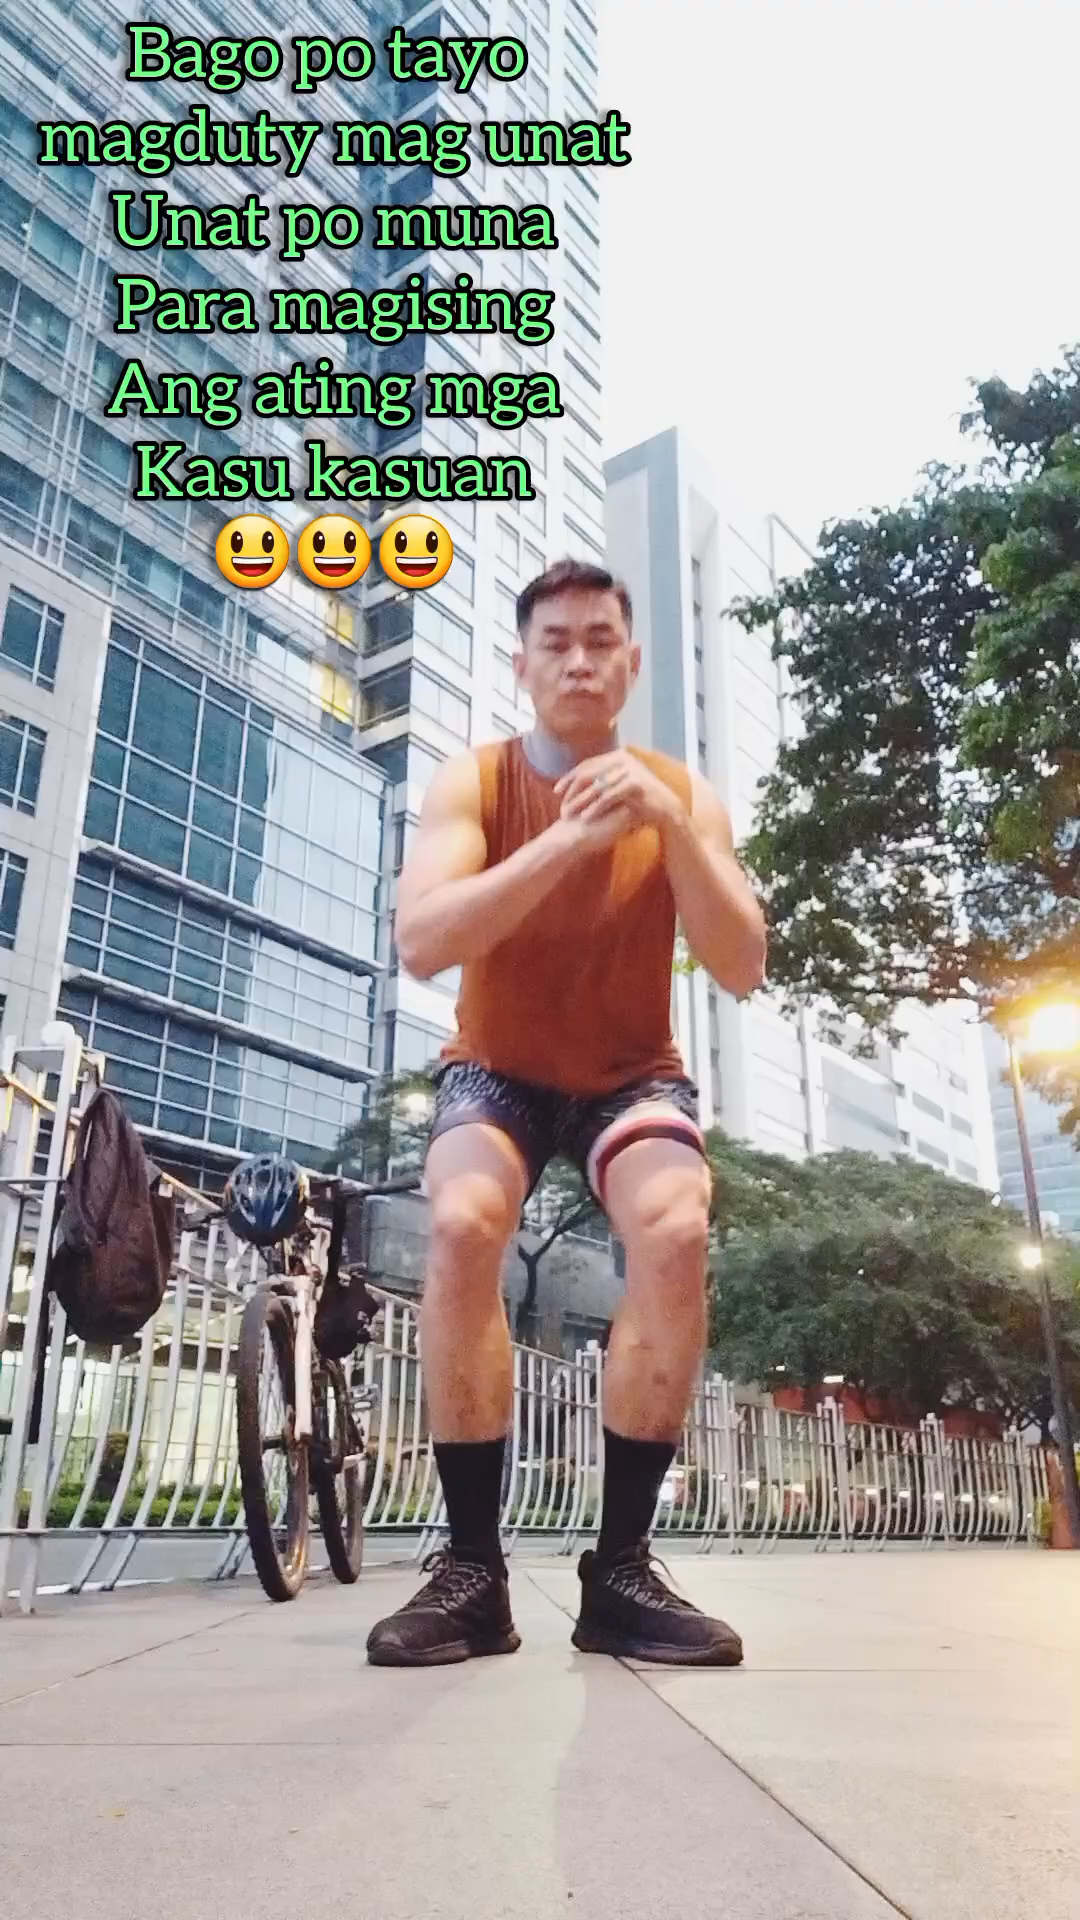 Bago po tayo
magduty mag unat
Unat po muna
Para magising
Ang ating mga
Kasu kasuan
😃😃😃